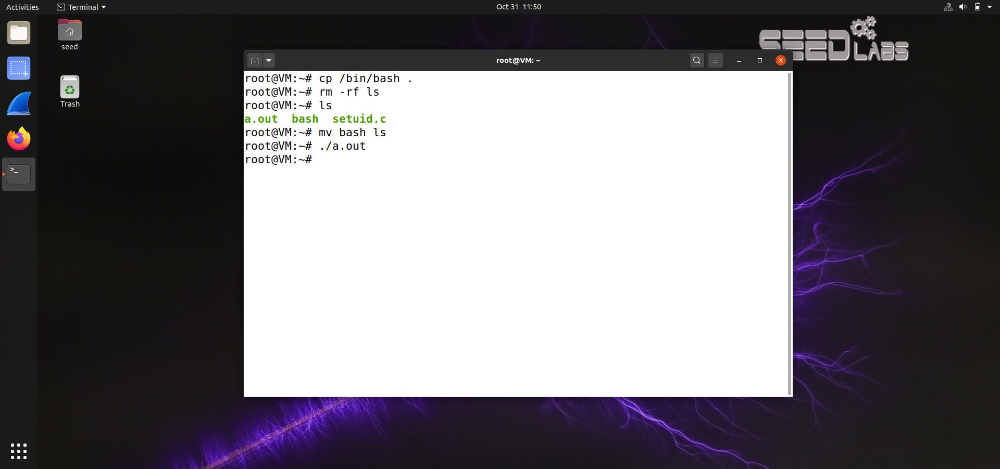 Activities
Terminal
Oct 31 11:50
seed
Trash
SEED LABS
root@VM: ~
root@VM:~# cp /bin/bash .
root@VM:~# rm -rf ls
root@VM:~# ls
a.out  bash  setuid.c
root@VM:~# mv bash ls
root@VM:~# ./a.out
root@VM:~#